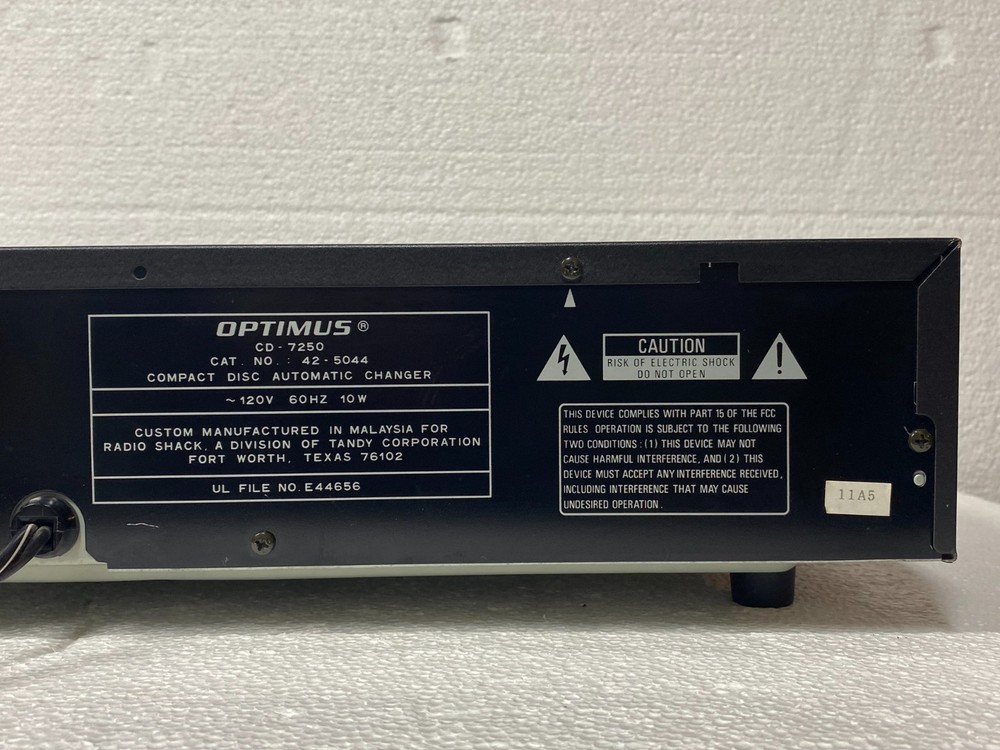 OPTIMUS ®
CD-7250
CAT. NO.: 42-5044
COMPACT DISC AUTOMATIC CHANGER
~120V 60HZ 10W
CUSTOM MANUFACTURED IN MALAYSIA FOR
RADIO SHACK, A DIVISION OF TANDY CORPORATION
FORT WORTH, TEXAS 76102
UL FILE NO. E44656
CAUTION
RISK OF ELECTRIC SHOCK
DO NOT OPEN
THIS DEVICE COMPLIES WITH PART 15 OF THE FCC
RULES OPERATION IS SUBJECT TO THE FOLLOWING
TWO CONDITIONS: (1) THIS DEVICE MAY NOT
CAUSE HARMFUL INTERFERENCE, AND (2) THIS
DEVICE MUST ACCEPT ANY INTERFERENCE RECEIVED,
INCLUDING INTERFERENCE THAT MAY CAUSE
UNDESIRED OPERATION.
11A5